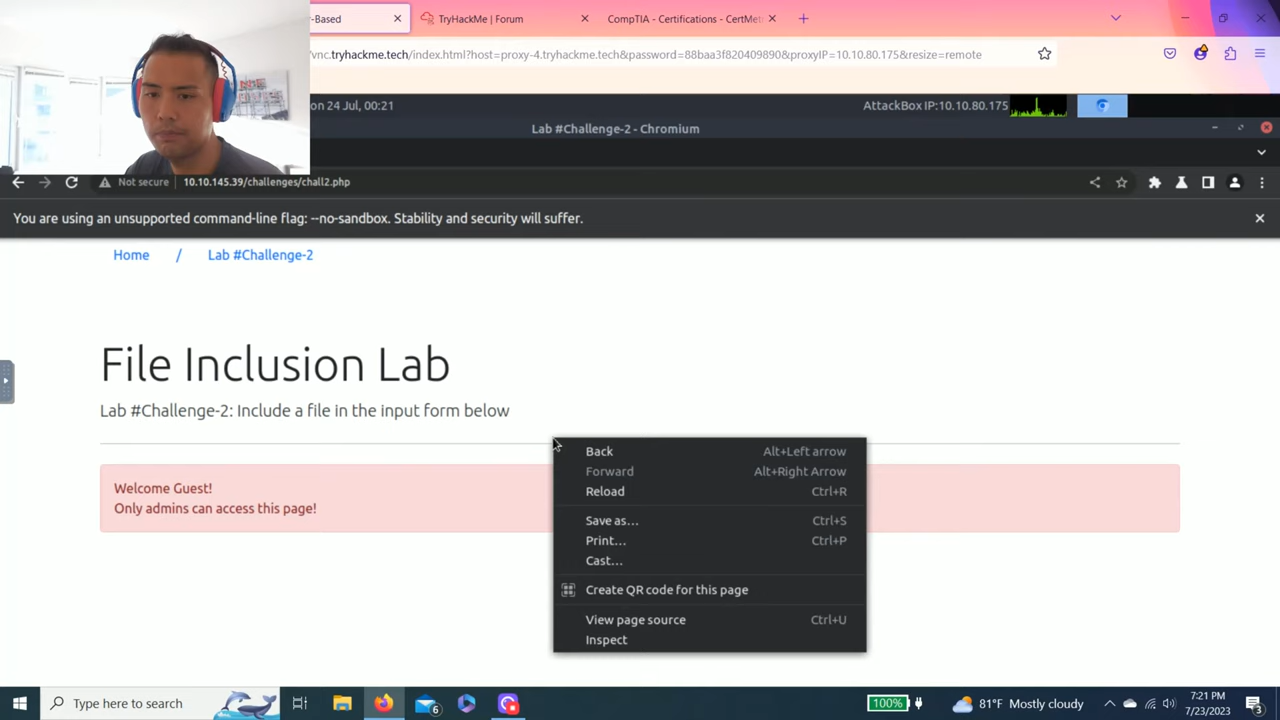 r-Based
TryHackMe | Forum
CompTIA - Certifications - CertMet
vnc.tryhackme.tech/index.html?host=proxy-4.tryhackme.tech&password=88baa3f820409890&proxyIP=10.10.80.175&resize=remote
on 24 Jul, 00:21
AttackBox IP:10.10.80.175
Lab #Challenge-2 - Chromium
Not secure
10.10.145.39/challenges/chall2.php
You are using an unsupported command-line flag: --no-sandbox. Stability and security will suffer.
Home / Lab #Challenge-2
File Inclusion Lab
Lab #Challenge-2: Include a file in the input form below
Welcome Guest!
Only admins can access this page!
Back Alt+Left arrow
Forward Alt+Right Arrow
Reload Ctrl+R
Save as... Ctrl+S
Print... Ctrl+P
Cast...
Create QR code for this page
View page source Ctrl+U
Inspect
Type here to search
6
100%
81°F Mostly cloudy
7:21 PM
7/23/2023
3